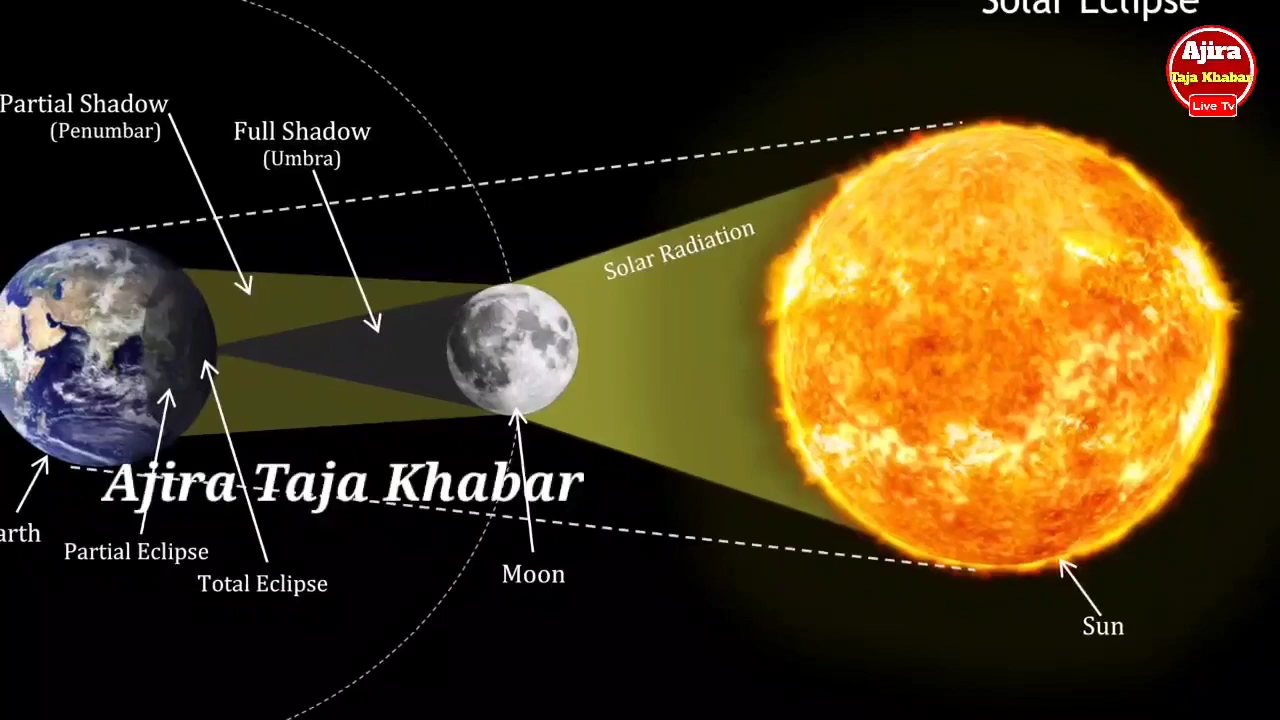 Solar Eclipse
Ajira
Taja Khabar
Live Tv
Partial Shadow
(Penumbar)
Full Shadow
(Umbra)
Solar Radiation
Ajira Taja Khabar
arth
Partial Eclipse
Total Eclipse
Moon
Sun